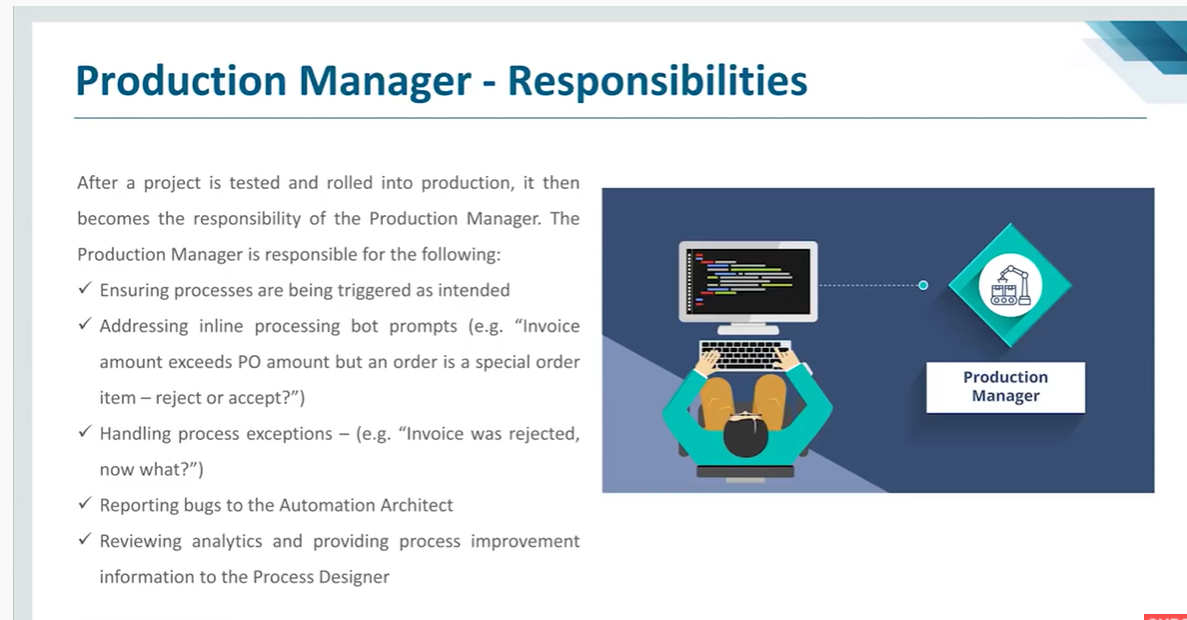 Production Manager - Responsibilities
After a project is tested and rolled into production, it then
becomes the responsibility of the Production Manager. The
Production Manager is responsible for the following:
✓ Ensuring processes are being triggered as intended
✓ Addressing inline processing bot prompts (e.g. “Invoice
amount exceeds PO amount but an order is a special order
item – reject or accept?”)
✓ Handling process exceptions – (e.g. “Invoice was rejected,
now what?”)
✓ Reporting bugs to the Automation Architect
✓ Reviewing analytics and providing process improvement
information to the Process Designer
Production
Manager